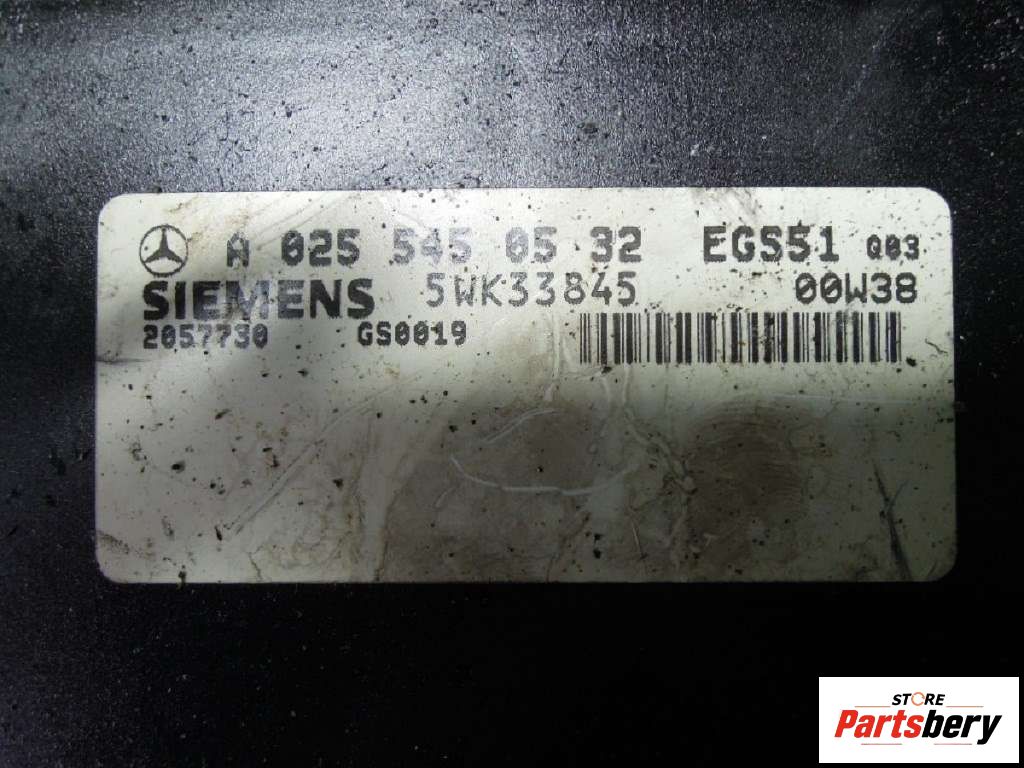 A 025 545 05 32 EGS51 Q03
SIEMENS 5WK33845 00W38
2057730 GS0019
STORE
Partsbery